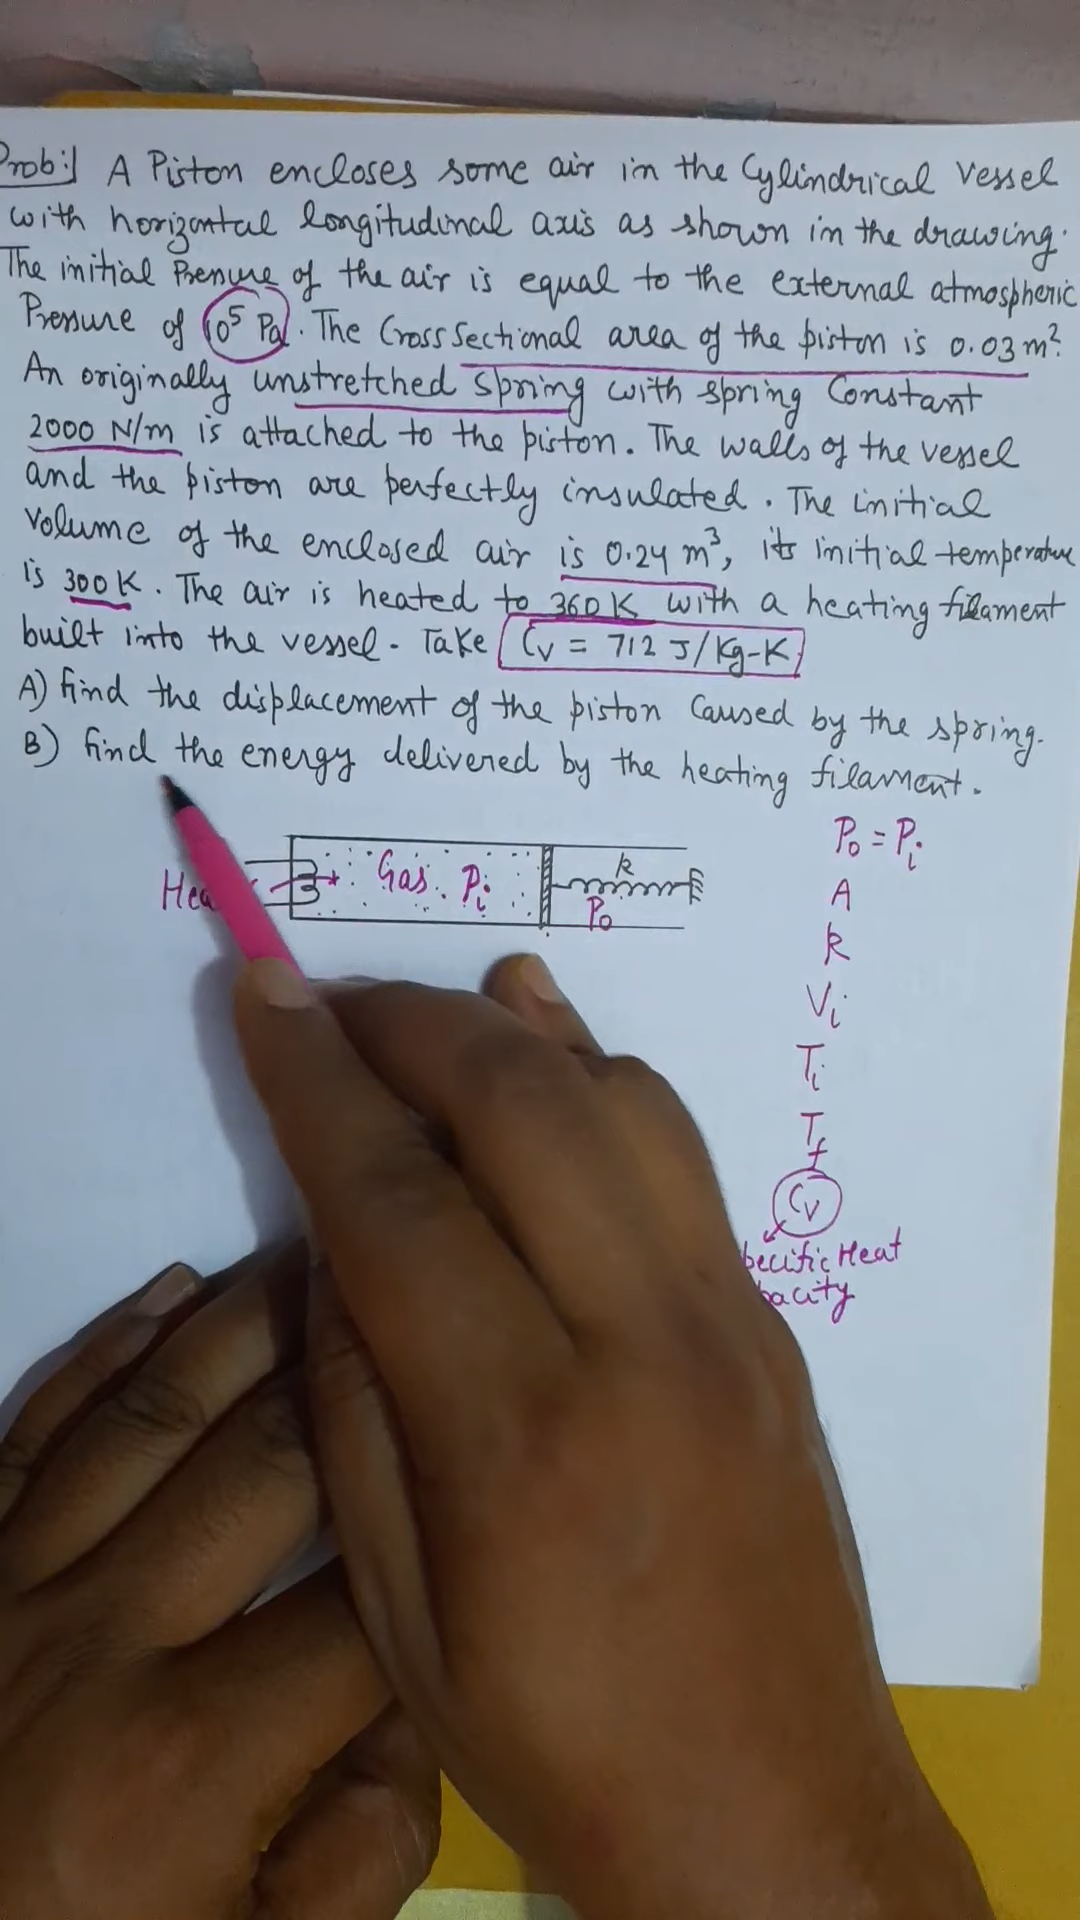 Prob:1 A Piston encloses some air in the Cylindrical Vessel
with horizontal longitudinal axis as shown in the drawing.
The initial Pressure of the air is equal to the external atmospheric
Pressure of 10⁵ Pa. The Cross Sectional area of the piston is 0.03 m².
An originally unstretched spring with spring Constant
2000 N/m is attached to the piston. The walls of the vessel
and the piston are perfectly insulated. The initial
volume of the enclosed air is 0.24 m³, its initial temperature
is 300 K. The air is heated to 360 K with a heating filament
built into the vessel. Take Cv = 712 J/Kg-K
A) find the displacement of the piston Caused by the spring.
B) find the energy delivered by the heating filament.
P₀ = Pi
k
Gas Pi
P₀
A
k
Vi
Ti
Tf
Cv
Heat